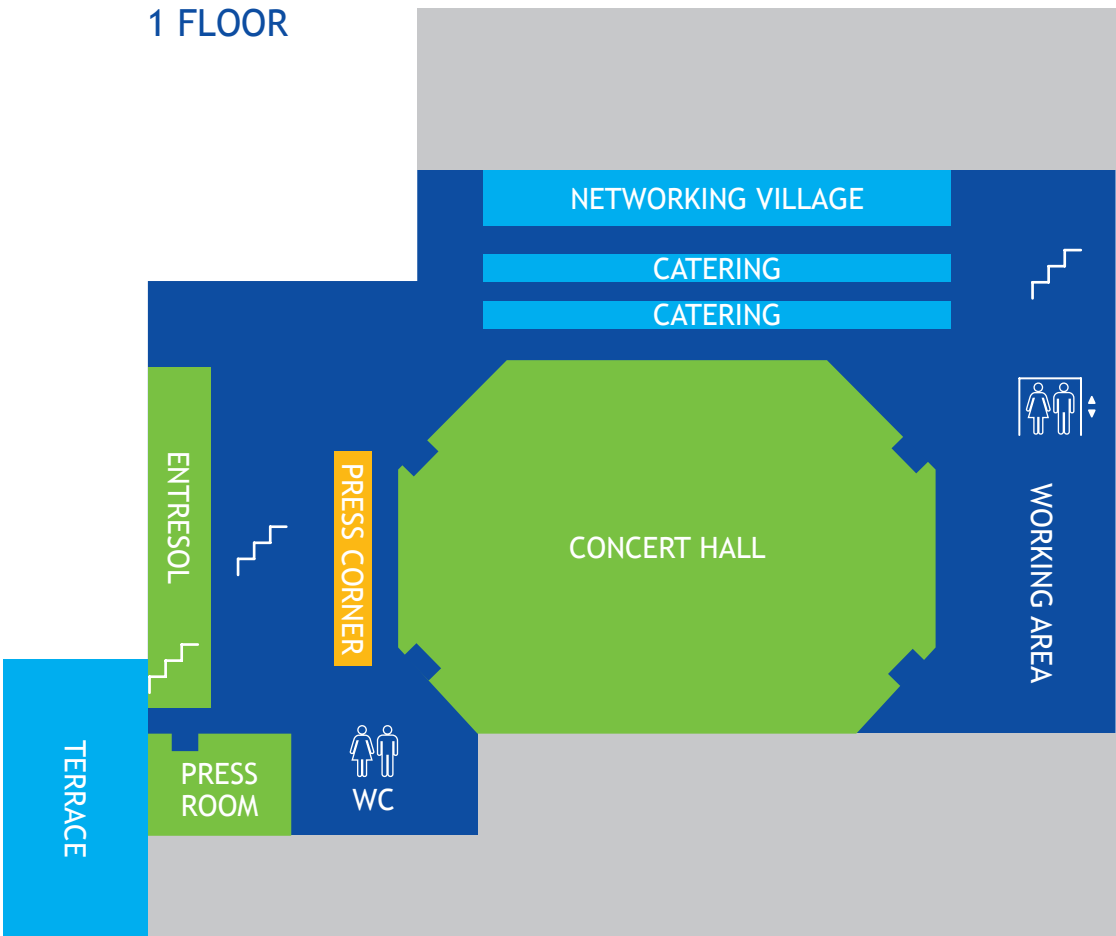 1 FLOOR
NETWORKING VILLAGE
CATERING
CATERING
ENTRESOL
PRESS CORNER
CONCERT HALL
WORKING AREA
TERRACE
PRESS
ROOM
WC